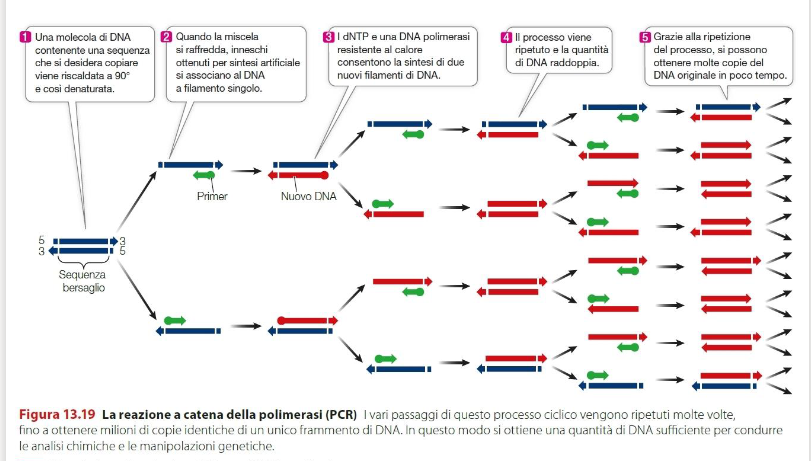 1 Una molecola di DNA
contenente una sequenza
che si desidera copiare
viene riscaldata a 90°
e così denaturata.
2 Quando la miscela
si raffredda, inneschi
ottenuti per sintesi artificiale
si associano al DNA
a filamento singolo.
3 I dNTP e una DNA polimerasi
resistente al calore
consentono la sintesi di due
nuovi filamenti di DNA.
4 Il processo viene
ripetuto e la quantità
di DNA raddoppia.
5 Grazie alla ripetizione
del processo, si possono
ottenere molte copie del
DNA originale in poco tempo.
Primer
Nuovo DNA
5 3
3 5
Sequenza
bersaglio
Figura 13.19 La reazione a catena della polimerasi (PCR) I vari passaggi di questo processo ciclico vengono ripetuti molte volte,
fino a ottenere milioni di copie identiche di un unico frammento di DNA. In questo modo si ottiene una quantità di DNA sufficiente per condurre
le analisi chimiche e le manipolazioni genetiche.